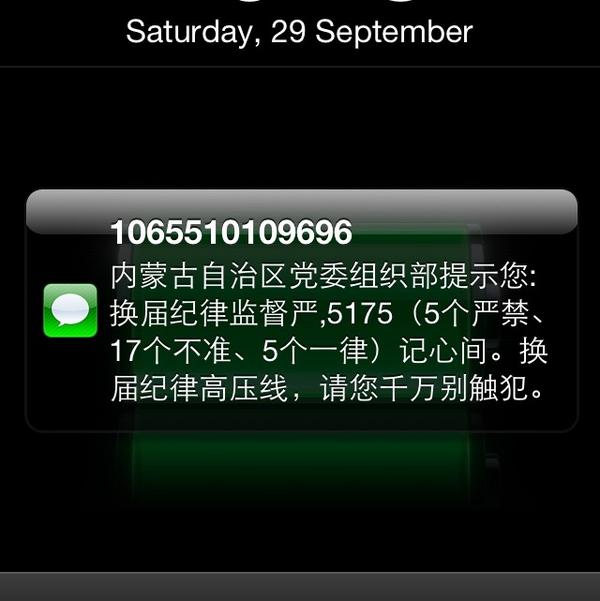 Saturday, 29 September
1065510109696
内蒙古自治区党委组织部提示您:
换届纪律监督严,5175（5个严禁、
17个不准、5个一律）记心间。换
届纪律高压线，请您千万别触犯。